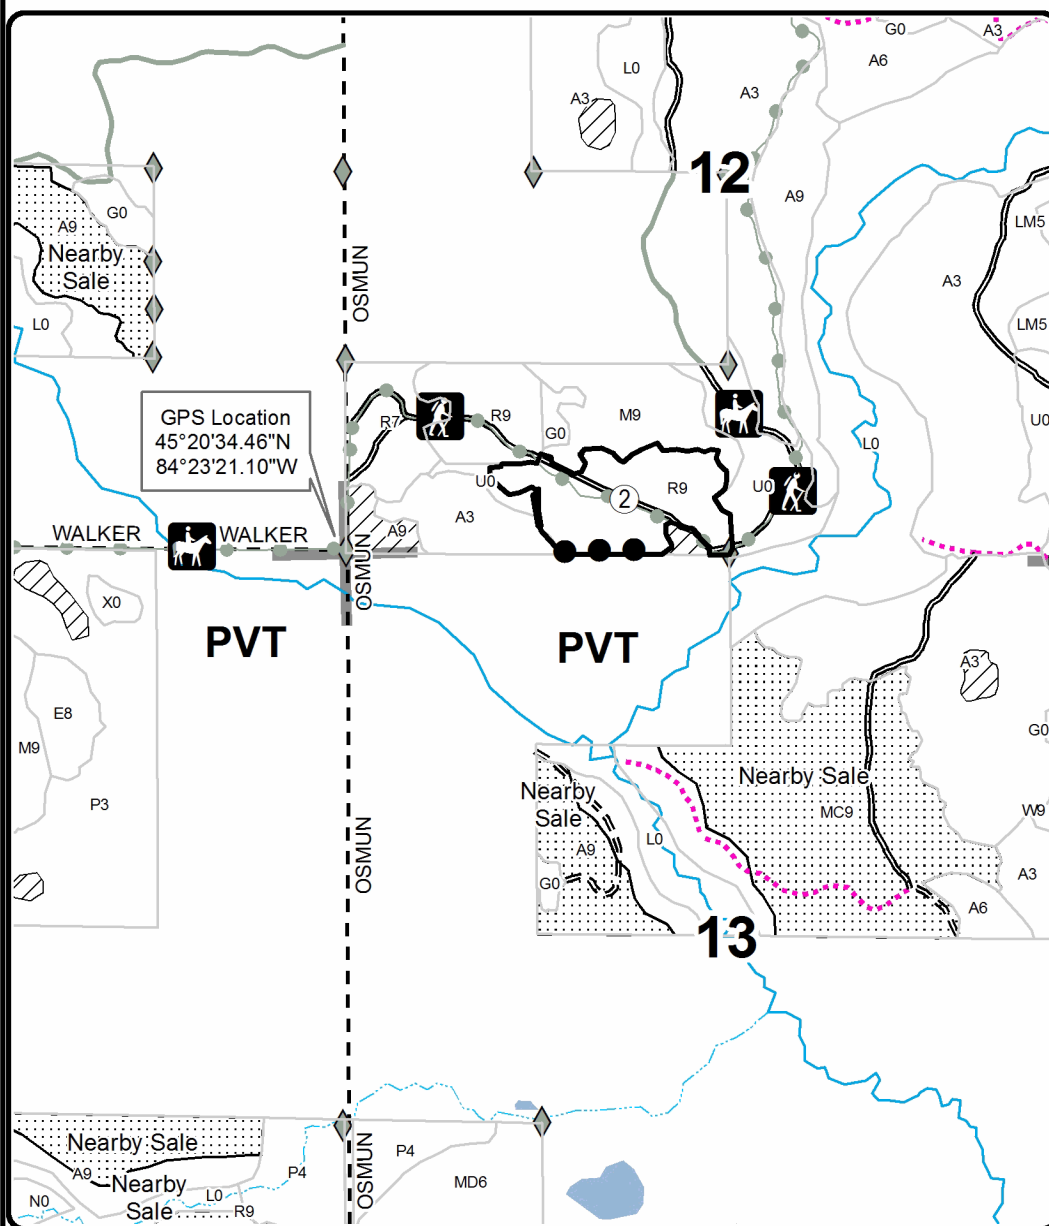 G0
A3
A6
L0
A3
A3
12
A9
G0
A9
LM5
Nearby
Sale
OSMUN
A3
L0
LM5
GPS Location
45°20'34.46"N
84°23'21.10"W
R7
R9
M9
G0
U0
L0
U0
R9
U0
2
A3
A9
WALKER
WALKER
OSMUN
X0
PVT
PVT
A3
E8
M9
G0
P3
Nearby
Sale
Nearby Sale
MC9
W9
OSMUN
A9
L0
G0
A3
A6
13
Nearby Sale
A9
Nearby
Sale
L0
R9
N0
P4
OSMUN
P4
MD6